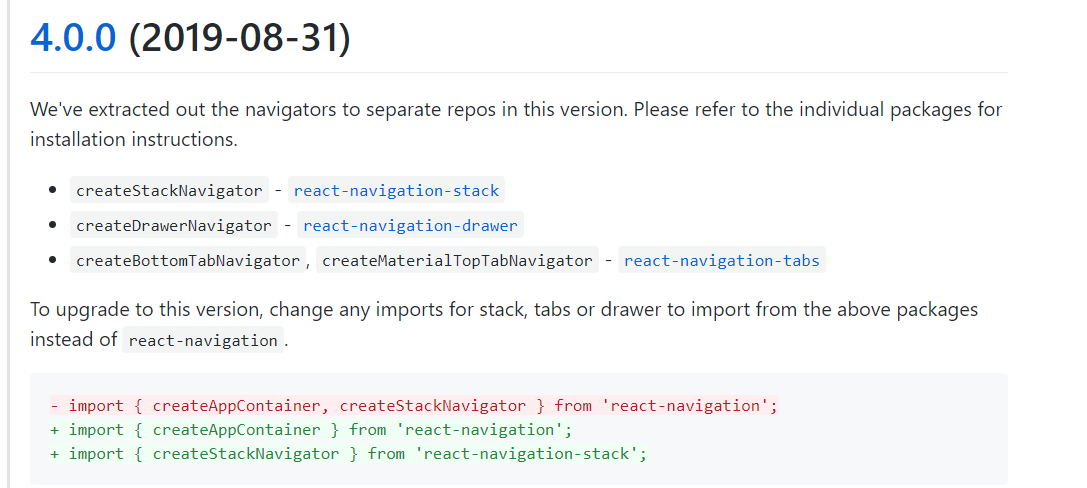 4.0.0 (2019-08-31)
We've extracted out the navigators to separate repos in this version. Please refer to the individual packages for
installation instructions.
• createStackNavigator - react-navigation-stack
• createDrawerNavigator - react-navigation-drawer
• createBottomTabNavigator, createMaterialTopTabNavigator - react-navigation-tabs
To upgrade to this version, change any imports for stack, tabs or drawer to import from the above packages
instead of react-navigation.
- import { createAppContainer, createStackNavigator } from 'react-navigation';
+ import { createAppContainer } from 'react-navigation';
+ import { createStackNavigator } from 'react-navigation-stack';